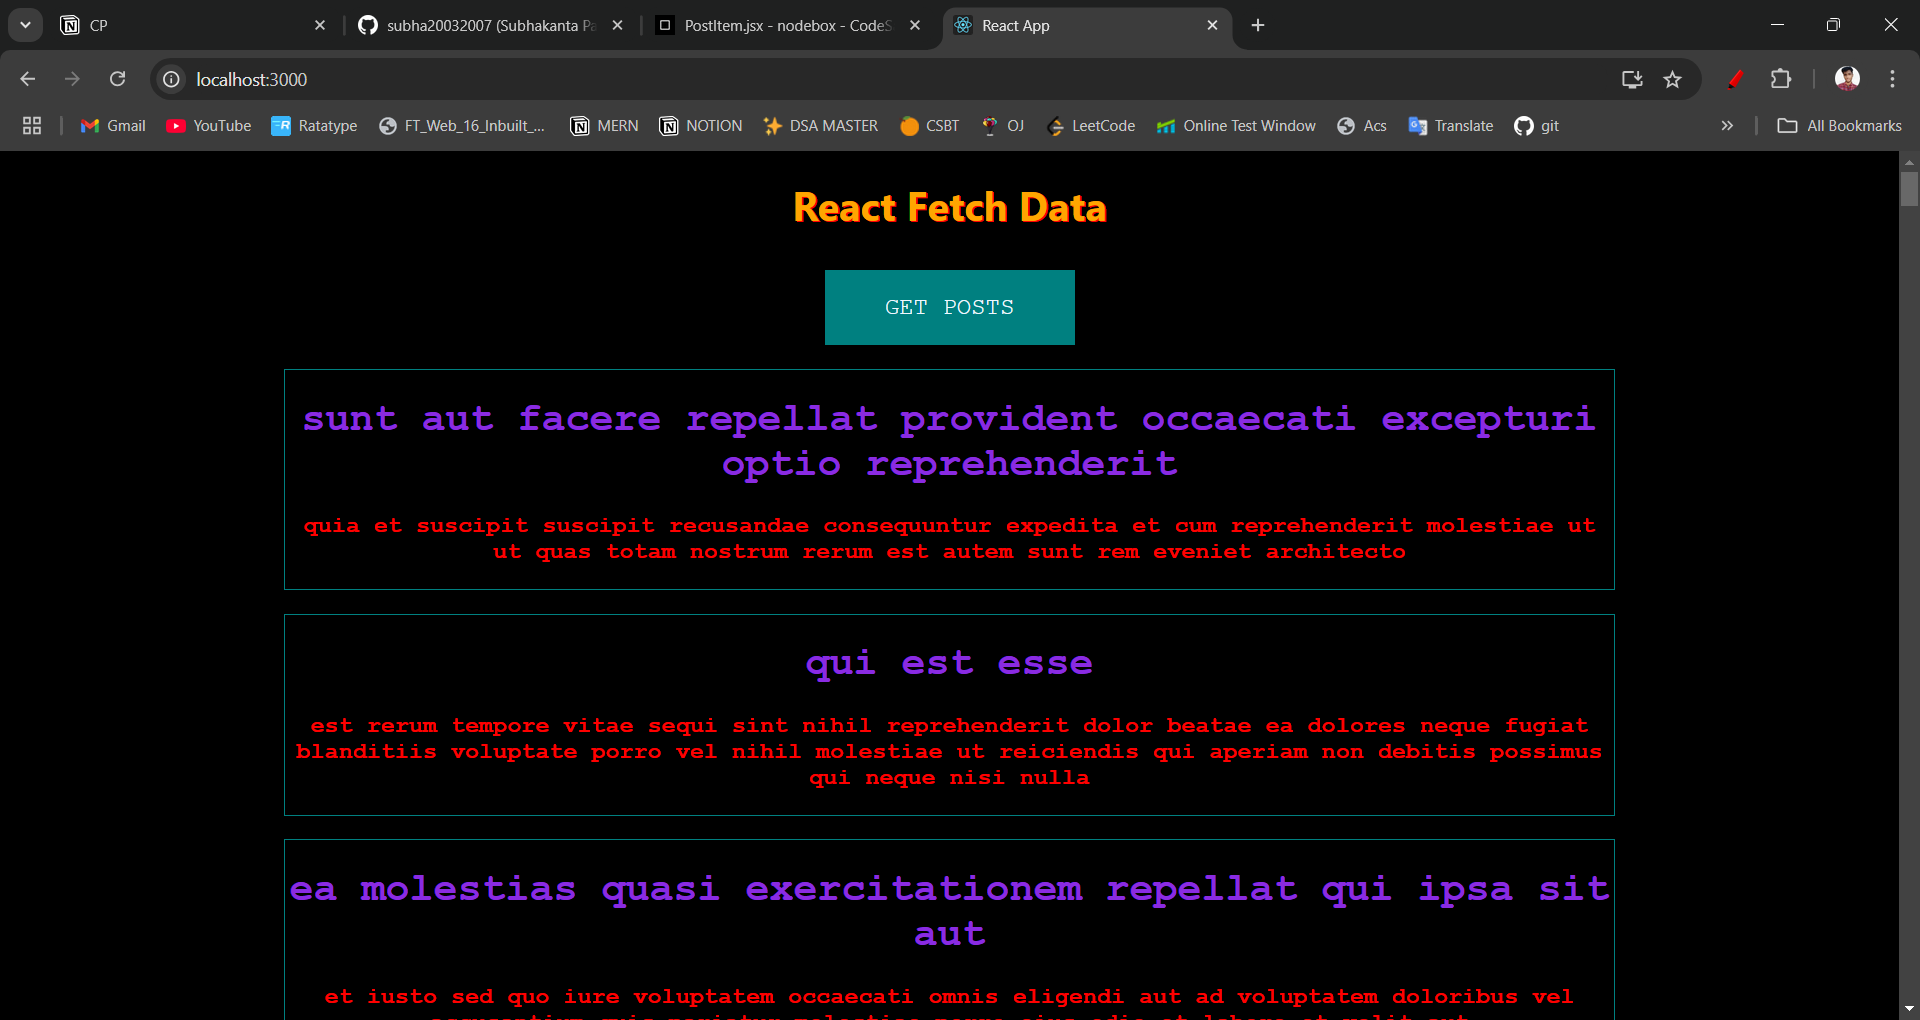 CP
subha20032007 (Subhakanta Pa
PostItem.jsx - nodebox - CodeS
React App
localhost:3000
Gmail
YouTube
Ratatype
FT_Web_16_Inbuilt_...
MERN
NOTION
DSA MASTER
CSBT
OJ
LeetCode
Online Test Window
Acs
Translate
git
All Bookmarks
React Fetch Data
GET POSTS
sunt aut facere repellat provident occaecati excepturi
optio reprehenderit
quia et suscipit suscipit recusandae consequuntur expedita et cum reprehenderit molestiae ut
ut quas totam nostrum rerum est autem sunt rem eveniet architecto
qui est esse
est rerum tempore vitae sequi sint nihil reprehenderit dolor beatae ea dolores neque fugiat
blanditiis voluptate porro vel nihil molestiae ut reiciendis qui aperiam non debitis possimus
qui neque nisi nulla
ea molestias quasi exercitationem repellat qui ipsa sit
aut
et iusto sed quo iure voluptatem occaecati omnis eligendi aut ad voluptatem doloribus vel